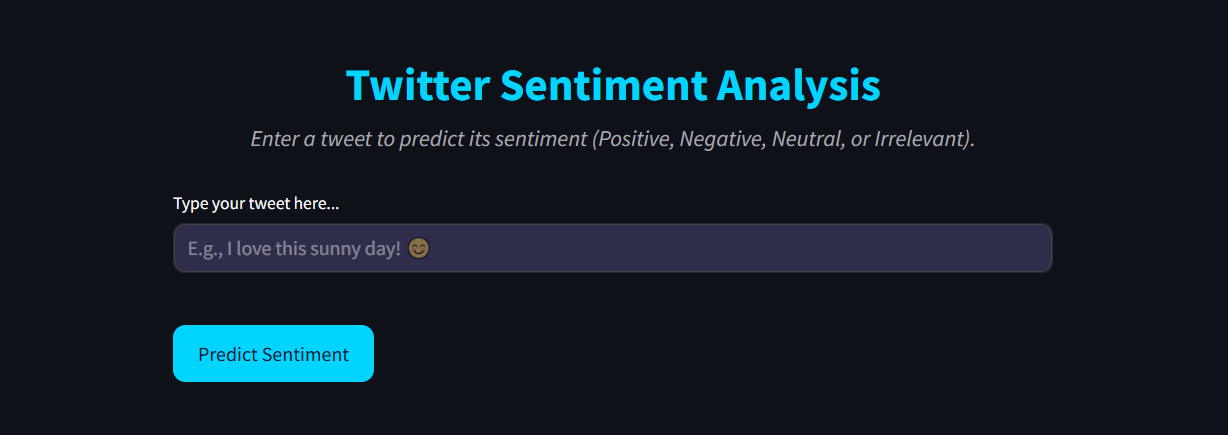 Twitter Sentiment Analysis
Enter a tweet to predict its sentiment (Positive, Negative, Neutral, or Irrelevant).
Type your tweet here...
E.g., I love this sunny day! 😊
Predict Sentiment